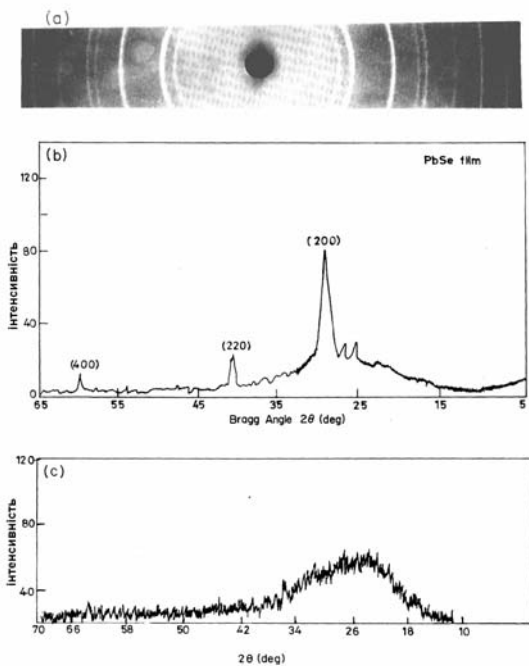 (a)
(b)
PbSe film
120
80
40
0
інтенсивність
(400)
(220)
(200)
65 55 45 35 25 15 5
Bragg Angle 2θ (deg)
(c)
120
80
40
інтенсивність
70 66 58 50 42 34 26 18 10
2θ (deg)